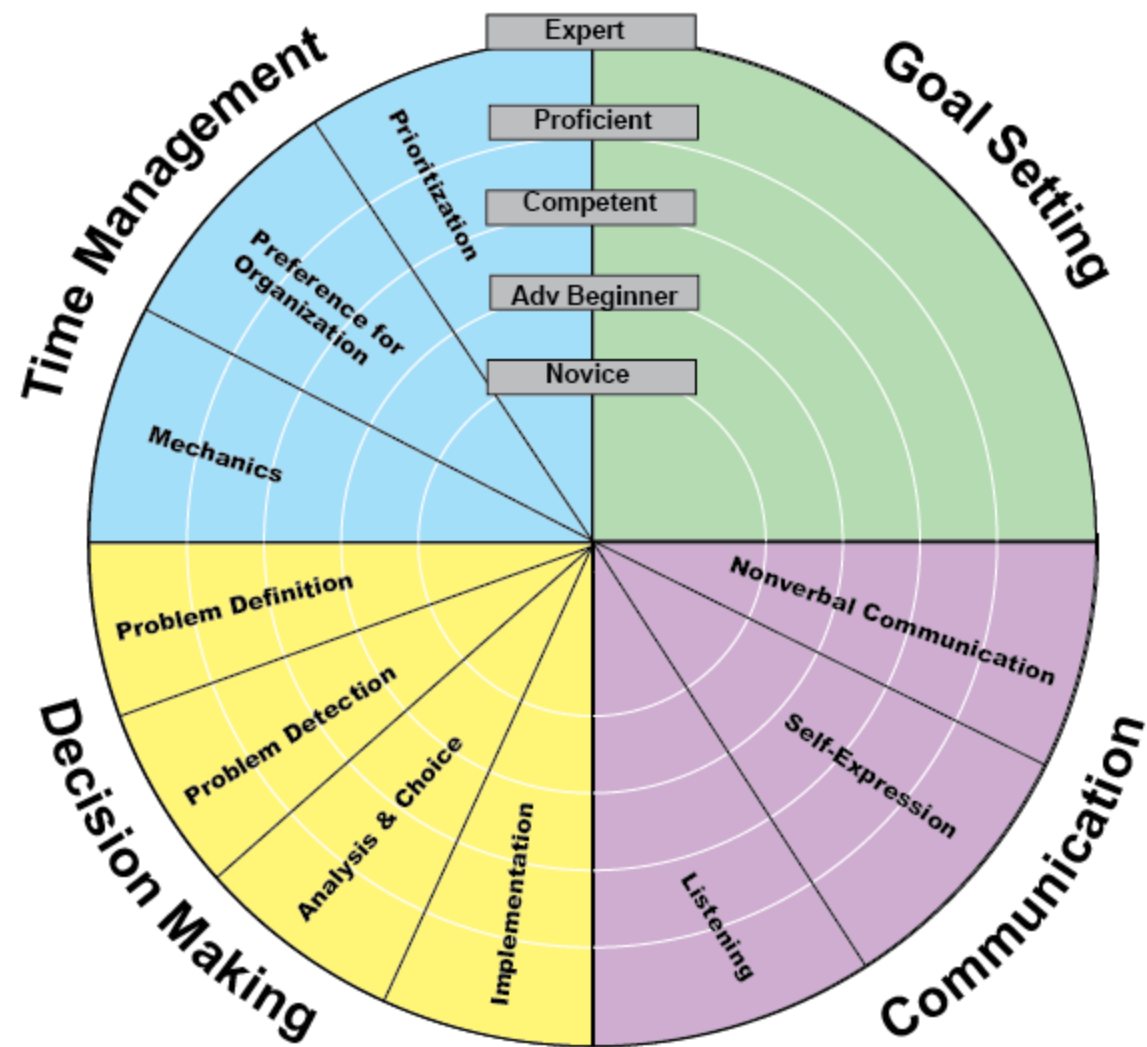 Expert
Proficient
Competent
Adv Beginner
Novice
Time Management
Prioritization
Preference for
Organization
Mechanics
Goal Setting
Decision Making
Problem Definition
Problem Detection
Analysis & Choice
Implementation
Communication
Nonverbal Communication
Self-Expression
Listening